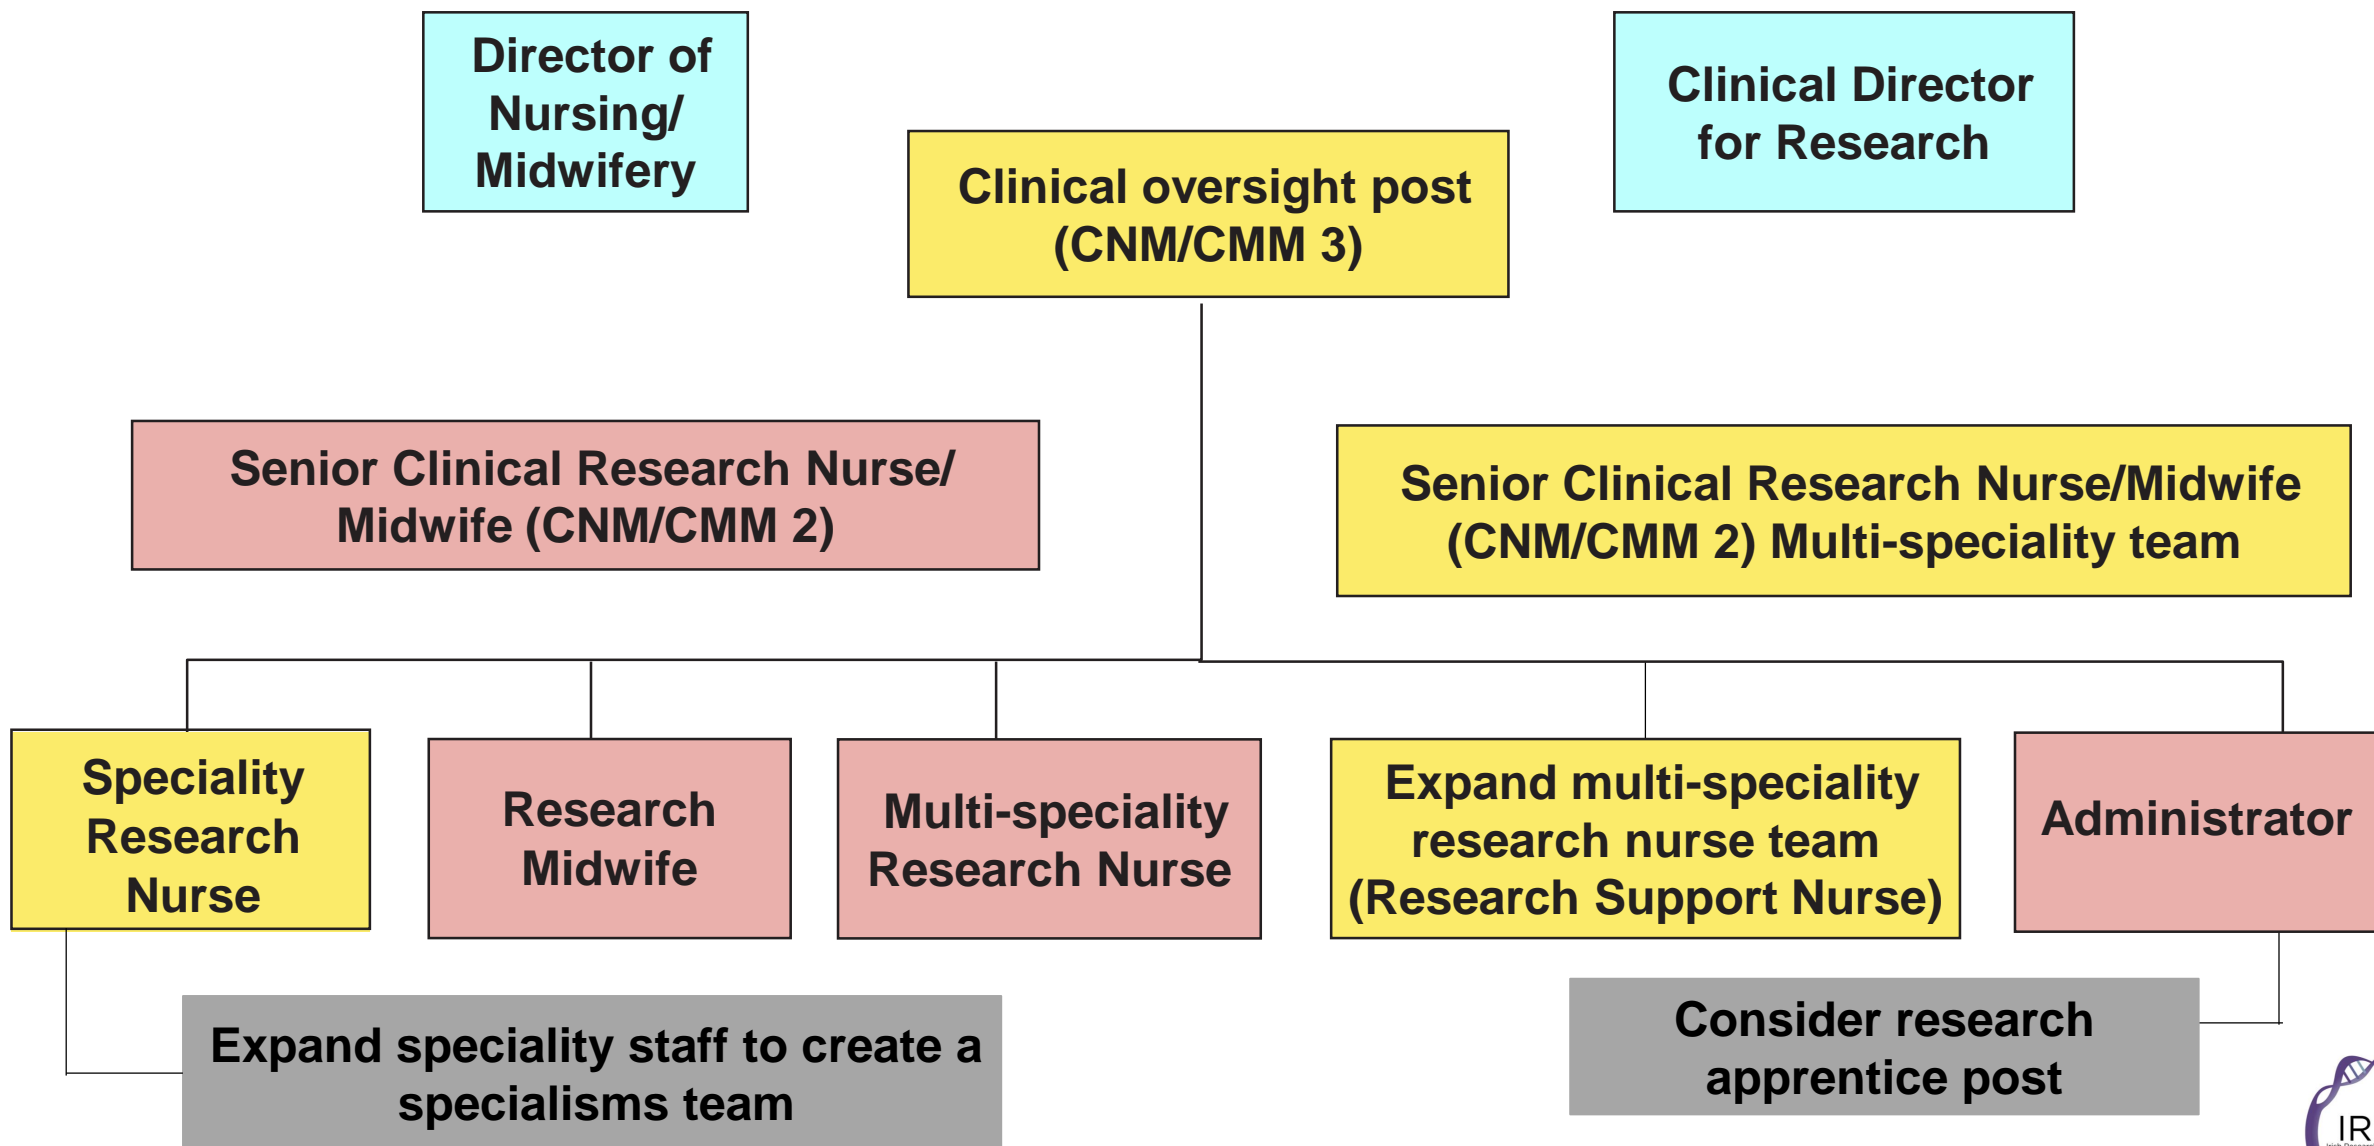 Director of
Nursing/
Midwifery
Clinical Director
for Research
Clinical oversight post
(CNM/CMM 3)
Senior Clinical Research Nurse/
Midwife (CNM/CMM 2)
Senior Clinical Research Nurse/Midwife
(CNM/CMM 2) Multi-speciality team
Speciality
Research
Nurse
Research
Midwife
Multi-speciality
Research Nurse
Expand multi-speciality
research nurse team
(Research Support Nurse)
Administrator
Expand speciality staff to create a
specialisms team
Consider research
apprentice post
IR
Irish